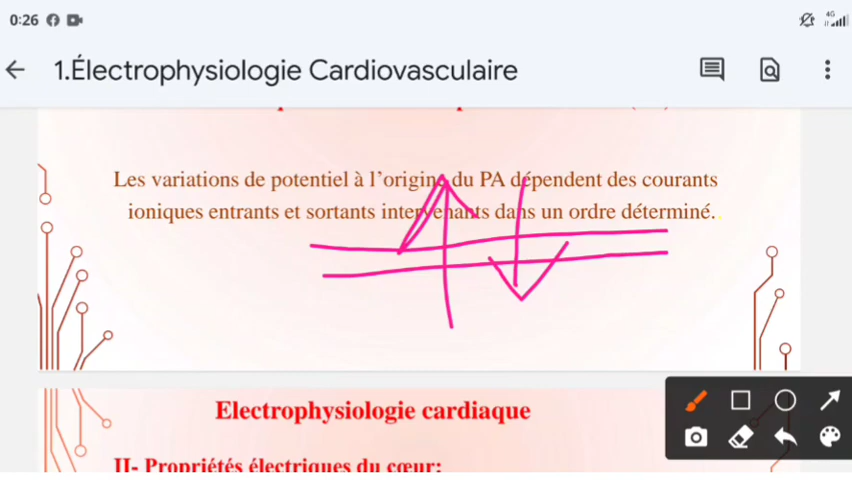 0:26
4G
1.Électrophysiologie Cardiovasculaire
Les variations de potentiel à l'origine du PA dépendent des courants
ioniques entrants et sortants intervenants dans un ordre déterminé.
Electrophysiologie cardiaque
II- Propriétés électriques du cœur: